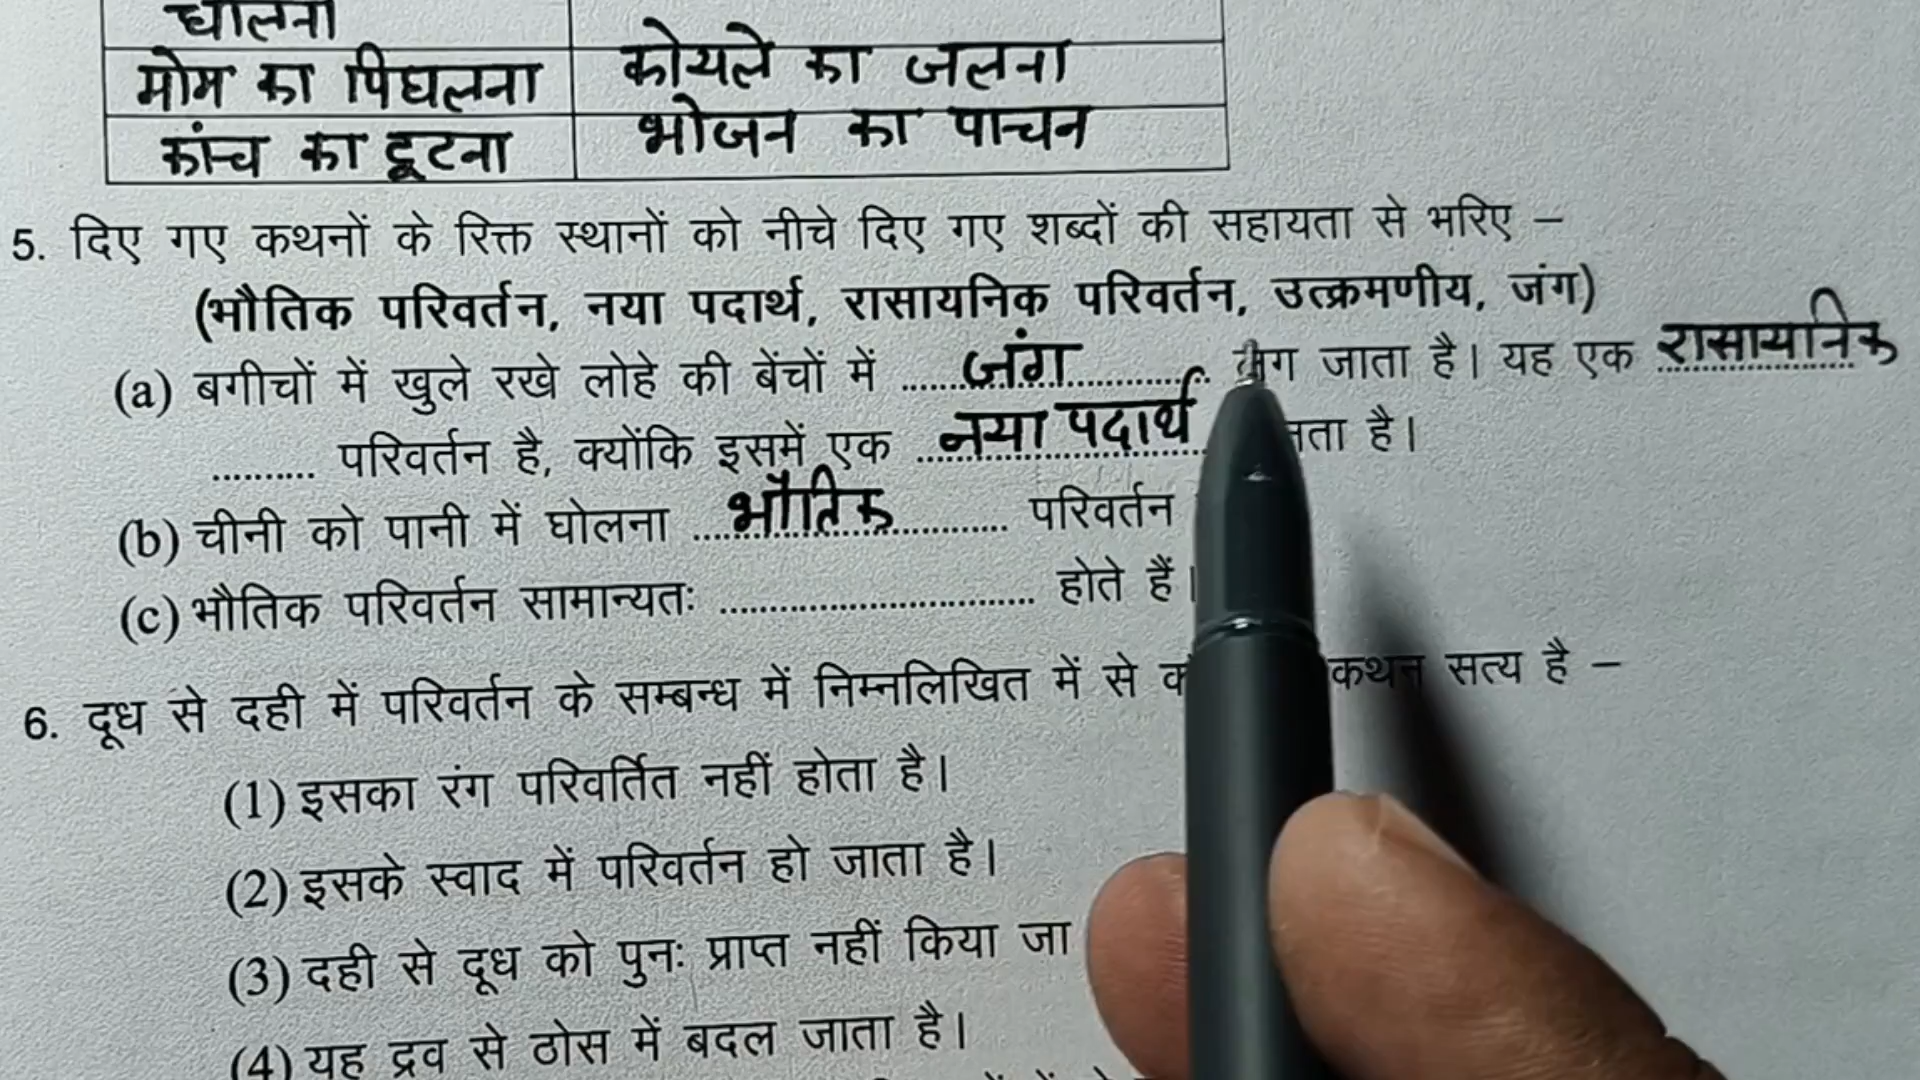 घोलना
मोम का पिघलना कोयले का जलना
कांच का टूटना भोजन का पाचन
5. दिए गए कथनों के रिक्त स्थानों को नीचे दिए गए शब्दों की सहायता से भरिए –
(भौतिक परिवर्तन, नया पदार्थ, रासायनिक परिवर्तन, उत्क्रमणीय, जंग)
(a) बगीचों में खुले रखे लोहे की बेंचों में ...... जंग ...... लग जाता है। यह एक रासायनिक
.......... परिवर्तन है, क्योंकि इसमें एक नया पदार्थ है।
(b) चीनी को पानी में घोलना ...... भौतिक ...... परिवर्तन
(c) भौतिक परिवर्तन सामान्यतः .............................. होते हैं।
6. दूध से दही में परिवर्तन के सम्बन्ध में निम्नलिखित में से कथन सत्य है –
(1) इसका रंग परिवर्तित नहीं होता है।
(2) इसके स्वाद में परिवर्तन हो जाता है।
(3) दही से दूध को पुनः प्राप्त नहीं किया जा
(4) यह द्रव से ठोस में बदल जाता है।